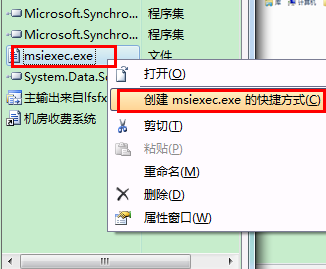 Microsoft.Synchro... 程序集
Microsoft.Synchro... 程序集
msiexec.exe 文件
System.Data.Sc
主输出来自lfsfx
机房收费系统
打开(O)
创建 msiexec.exe 的快捷方式(C)
剪切(T)
粘贴(P)
重命名(M)
删除(D)
属性窗口(W)